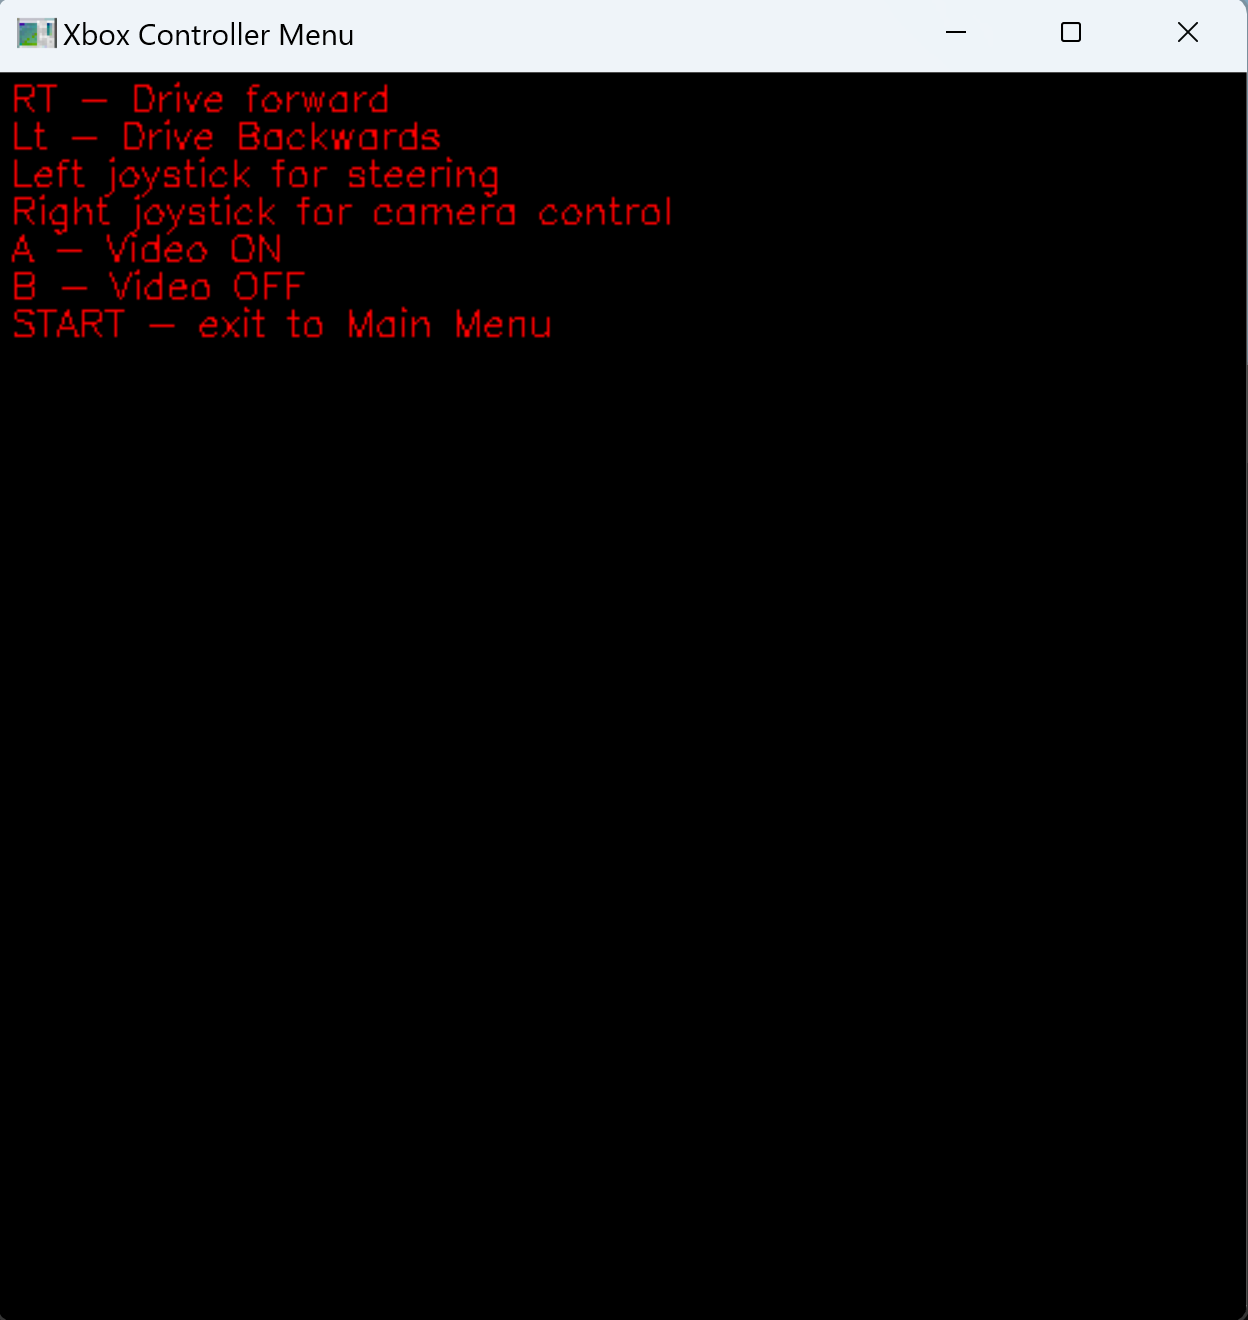 Xbox Controller Menu
RT - Drive forward
Lt - Drive Backwards
Left joystick for steering
Right joystick for camera control
A - Video ON
B - Video OFF
START - exit to Main Menu